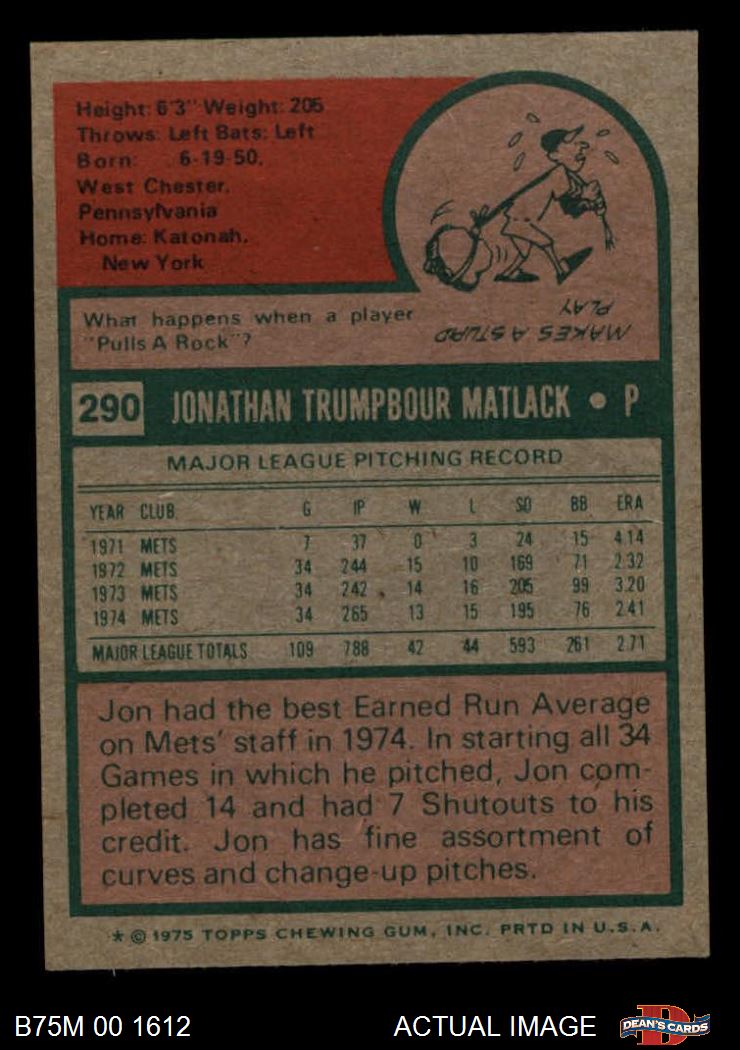 Height: 6'3" Weight: 205
Throws: Left Bats: Left
Born: 6-19-50,
West Chester,
Pennsylvania
Home: Katonah,
New York
What happens when a player
"Pulls A Rock"?
MAKES A STUPID
PLAY
290 JONATHAN TRUMPBOUR MATLACK • P
MAJOR LEAGUE PITCHING RECORD
YEAR CLUB G IP W L SO BB ERA
1971 METS 7 37 0 3 24 15 4.14
1972 METS 34 244 15 10 169 71 2.32
1973 METS 34 242 14 16 205 99 3.20
1974 METS 34 265 13 15 195 76 2.41
MAJOR LEAGUE TOTALS 109 788 42 44 593 261 2.71
Jon had the best Earned Run Average
on Mets' staff in 1974. In starting all 34
Games in which he pitched, Jon com-
pleted 14 and had 7 Shutouts to his
credit. Jon has fine assortment of
curves and change-up pitches.
* © 1975 TOPPS CHEWING GUM, INC. PRTD IN U.S.A.
B75M 00 1612 ACTUAL IMAGE D DEAN'S CARDS